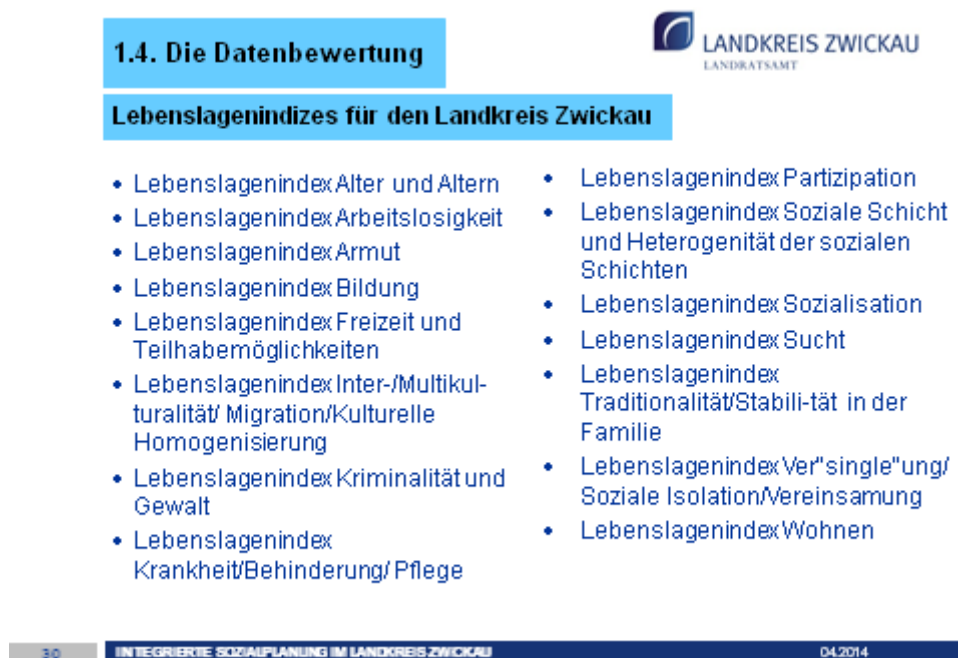 1.4. Die Datenbewertung
LANDKREIS ZWICKAU
LANDRATSAMT
Lebenslagenindizes für den Landkreis Zwickau
• Lebenslagenindex Alter und Altern
• Lebenslagenindex Arbeitslosigkeit
• Lebenslagenindex Armut
• Lebenslagenindex Bildung
• Lebenslagenindex Freizeit und
Teilhabemöglichkeiten
• Lebenslagenindex Inter-/Multikul-
turalität/ Migration/Kulturelle
Homogenisierung
• Lebenslagenindex Kriminalität und
Gewalt
• Lebenslagenindex
Krankheit/Behinderung/ Pflege
• Lebenslagenindex Partizipation
• Lebenslagenindex Soziale Schicht
und Heterogenität der sozialen
Schichten
• Lebenslagenindex Sozialisation
• Lebenslagenindex Sucht
• Lebenslagenindex
Traditionalität/Stabili-tät in der
Familie
• Lebenslagenindex Ver"single"ung/
Soziale Isolation/Vereinsamung
• Lebenslagenindex Wohnen
30 INTEGRIERTE SOZIALPLANUNG IM LANDKREIS ZWICKAU 04.2014